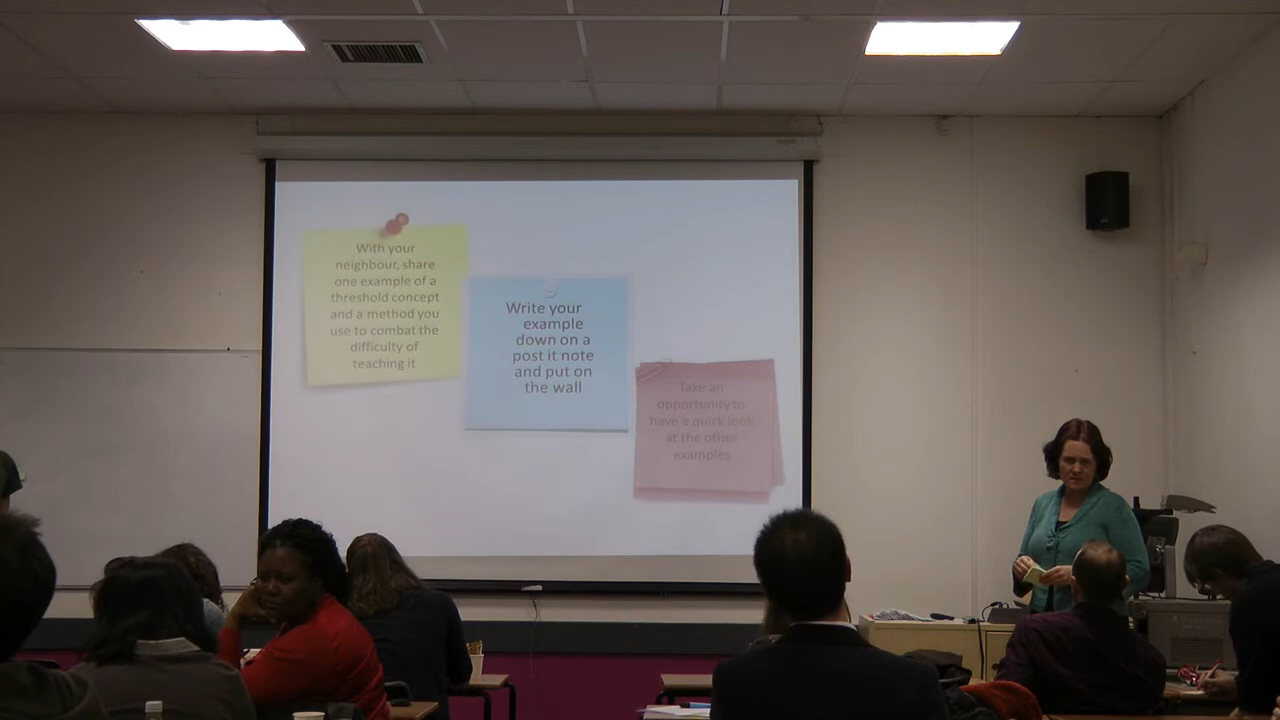 With your
neighbour, share
one example of a
threshold concept
and a method you
use to combat the
difficulty of
teaching it
Write your
example
down on a
post it note
and put on
the wall
Take an
opportunity to
have a quick look
at the other
examples